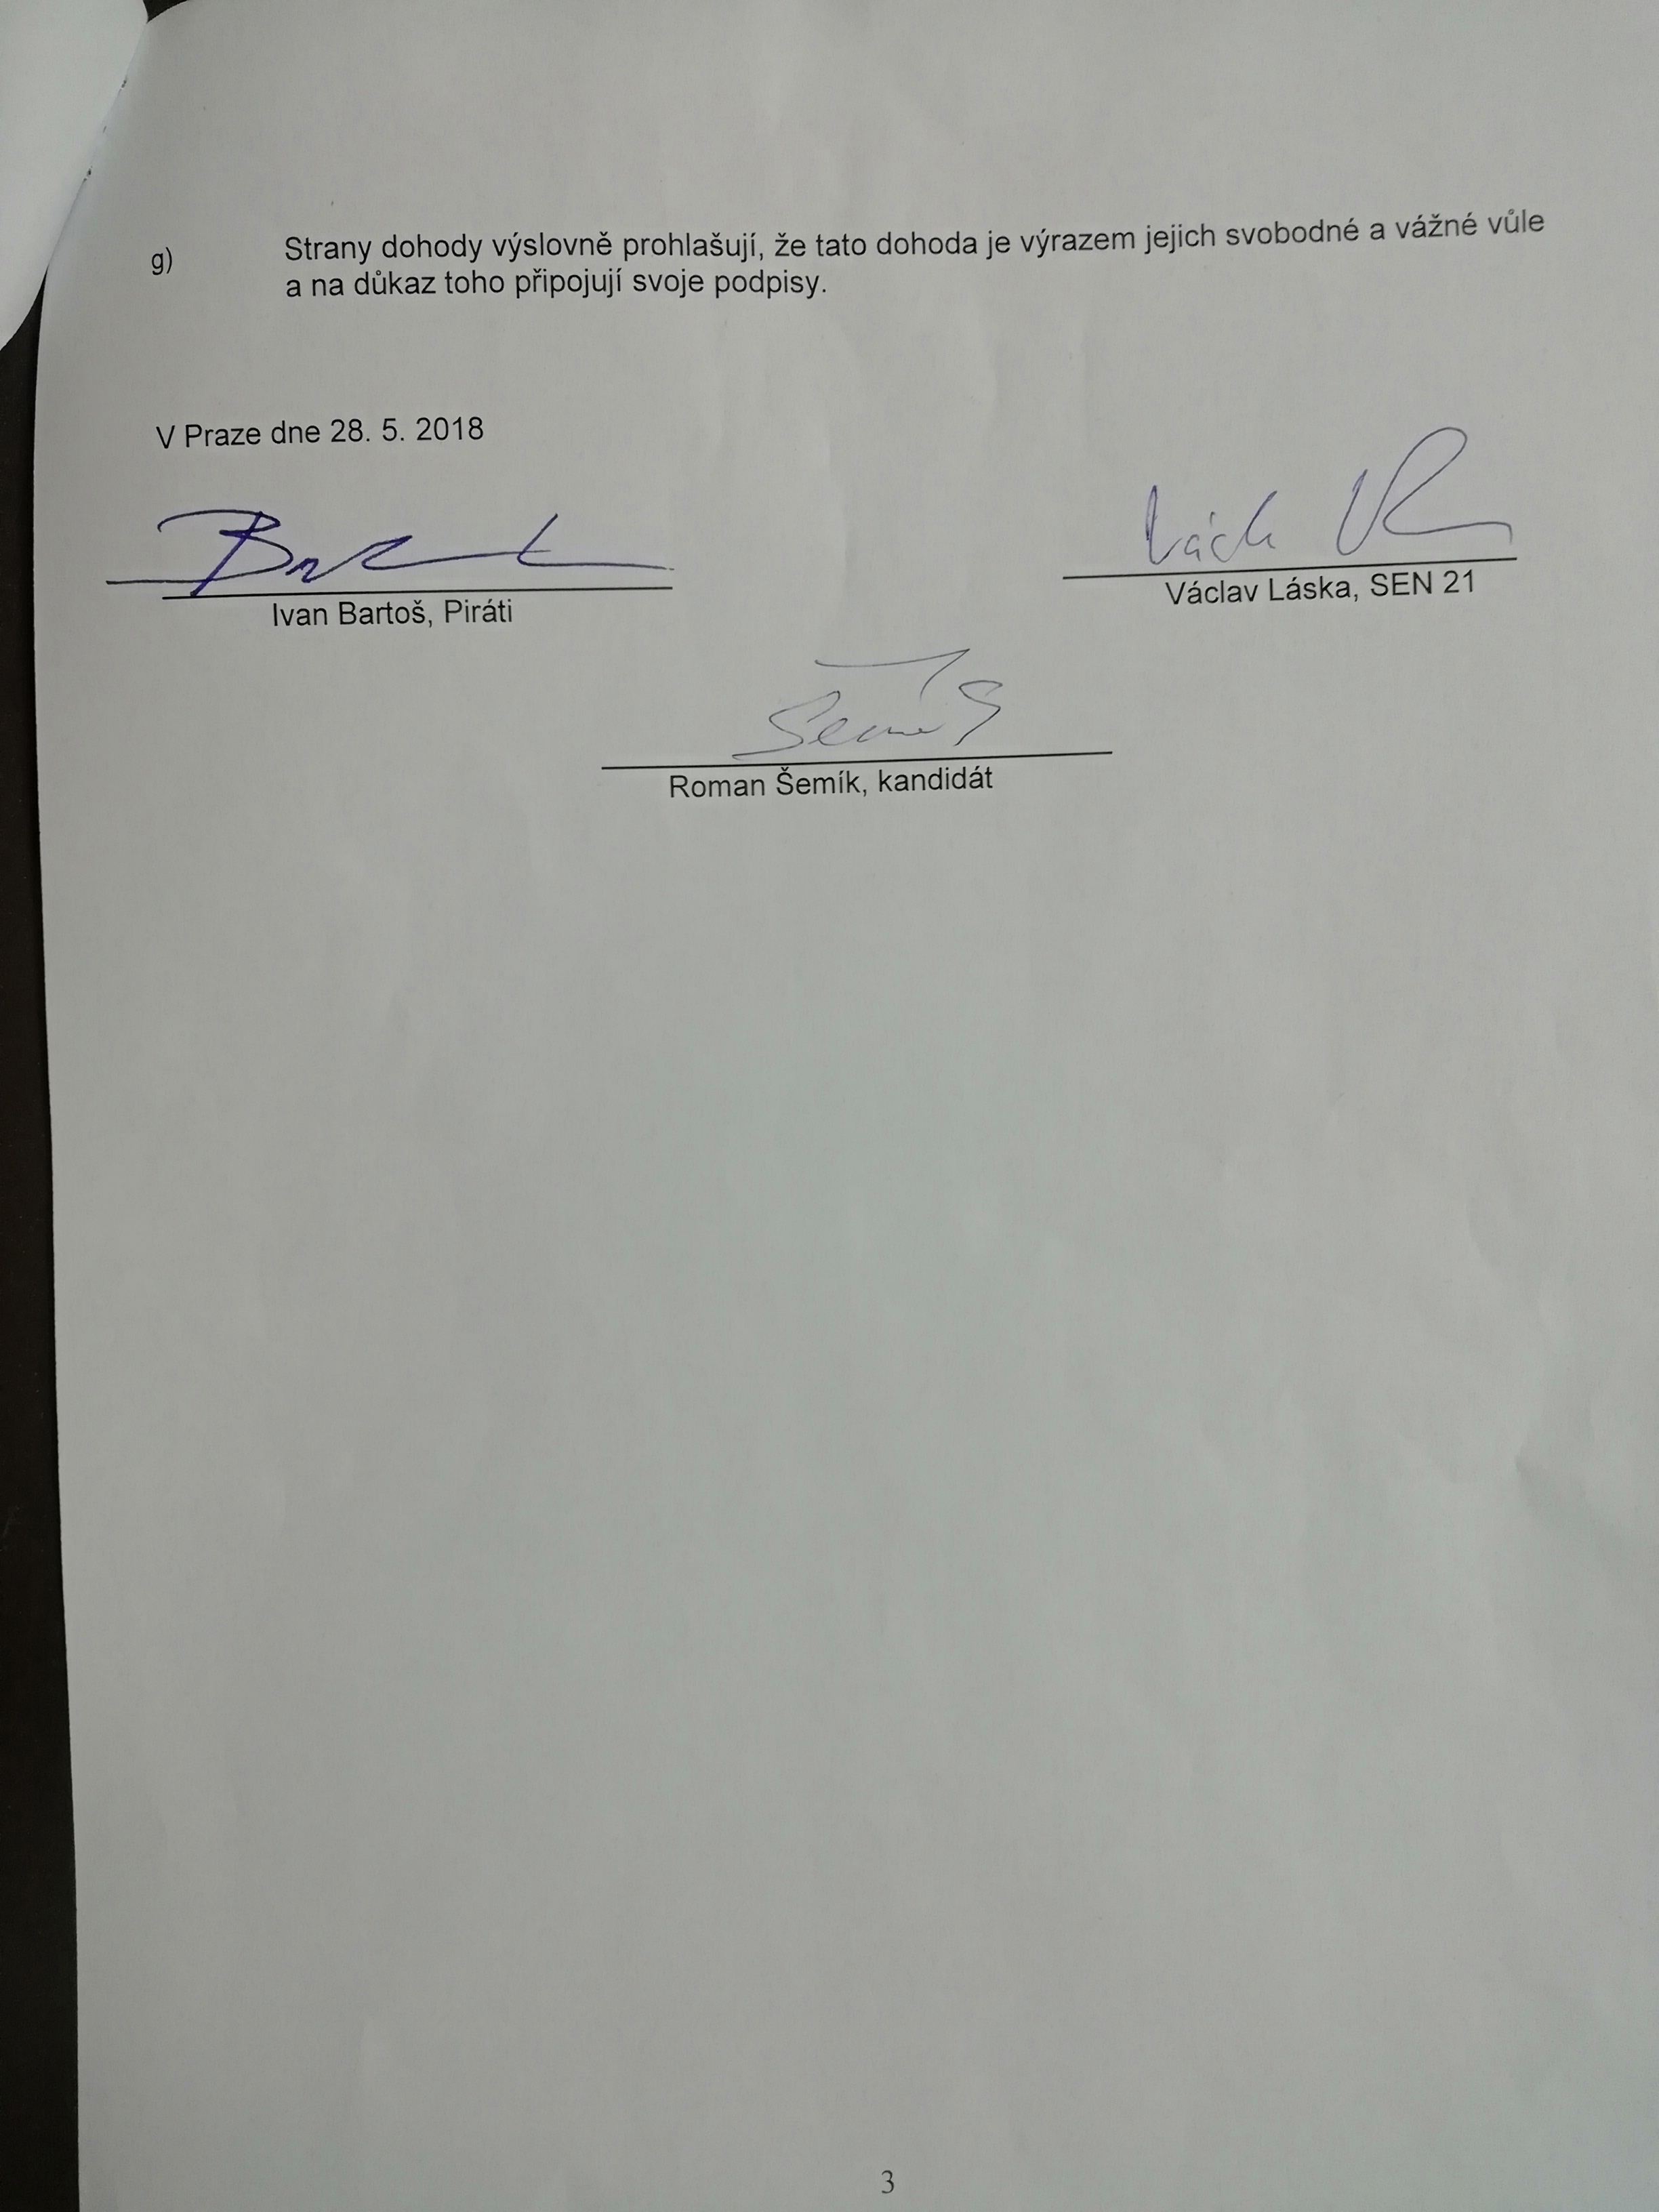 g) Strany dohody výslovně prohlašují, že tato dohoda je výrazem jejich svobodné a vážné vůle
a na důkaz toho připojují svoje podpisy.
V Praze dne 28. 5. 2018
Ivan Bartoš, Piráti
Václav Láska, SEN 21
Roman Šemík, kandidát
3